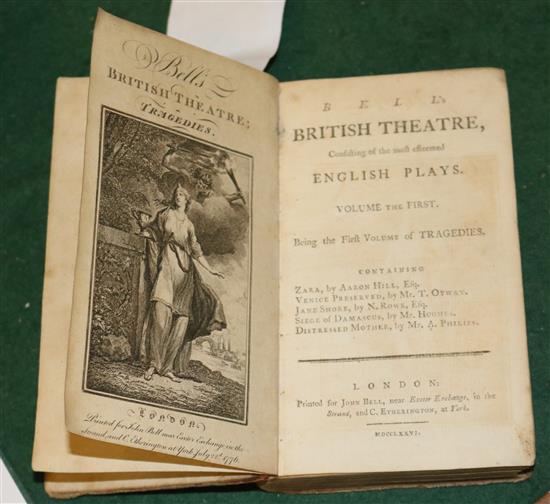 Bell's
BRITISH THEATRE;
TRAGEDIES.
LONDON
Printed for John Bell near Exeter Exchange in the
Strand, and C. Etherington at York July 22d. 1776.
BELL's
BRITISH THEATRE,
Conſiſting of the moſt eſteemed
ENGLISH PLAYS.
VOLUME THE FIRST.
Being the Firſt Volume of TRAGEDIES.
CONTAINING
ZARA, by AARON HILL, Eſq.
VENICE PRESERVED, by Mr. T. OTWAY.
JANE SHORE, by N. ROWE, Eſq.
SIEGE OF DAMASCUS, by Mr. HUGHES.
DISTRESSED MOTHER, by Mr. A. PHILIPS.
LONDON:
Printed for JOHN BELL, near Exeter Exchange, in the
Strand, and C. ETHERINGTON, at York.
MDCCLXXVI.